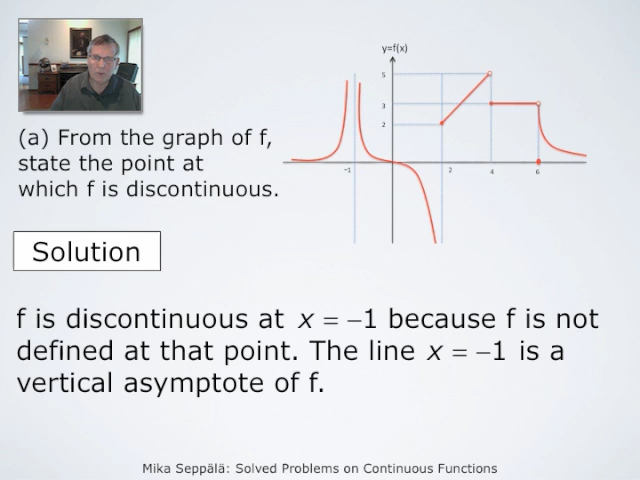 y=f(x)
5
3
2
−1
2
4
6
(a) From the graph of f,
state the point at
which f is discontinuous.
Solution
f is discontinuous at x = −1 because f is not
defined at that point. The line x = −1 is a
vertical asymptote of f.
Mika Seppälä: Solved Problems on Continuous Functions